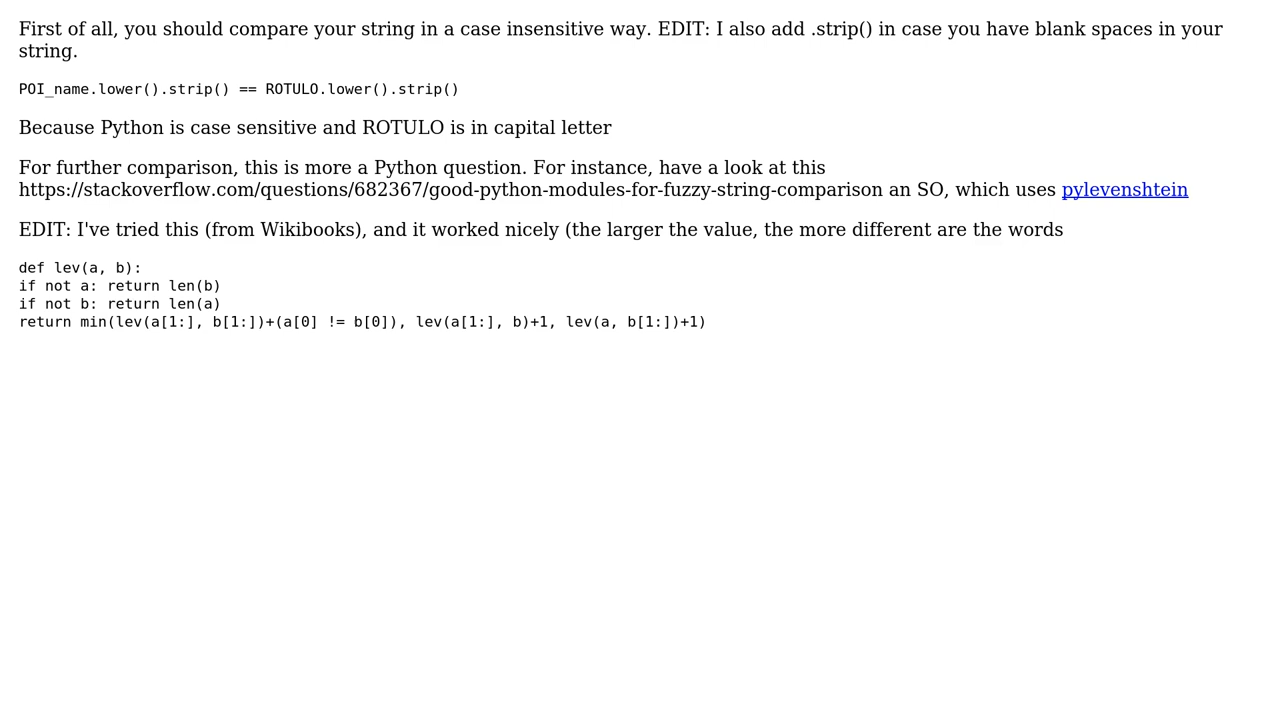 First of all, you should compare your string in a case insensitive way. EDIT: I also add .strip() in case you have blank spaces in your
string.
POI_name.lower().strip() == ROTULO.lower().strip()
Because Python is case sensitive and ROTULO is in capital letter
For further comparison, this is more a Python question. For instance, have a look at this
https://stackoverflow.com/questions/682367/good-python-modules-for-fuzzy-string-comparison an SO, which uses pylevenshtein
EDIT: I've tried this (from Wikibooks), and it worked nicely (the larger the value, the more different are the words
def lev(a, b):
if not a: return len(b)
if not b: return len(a)
return min(lev(a[1:], b[1:])+(a[0] != b[0]), lev(a[1:], b)+1, lev(a, b[1:])+1)